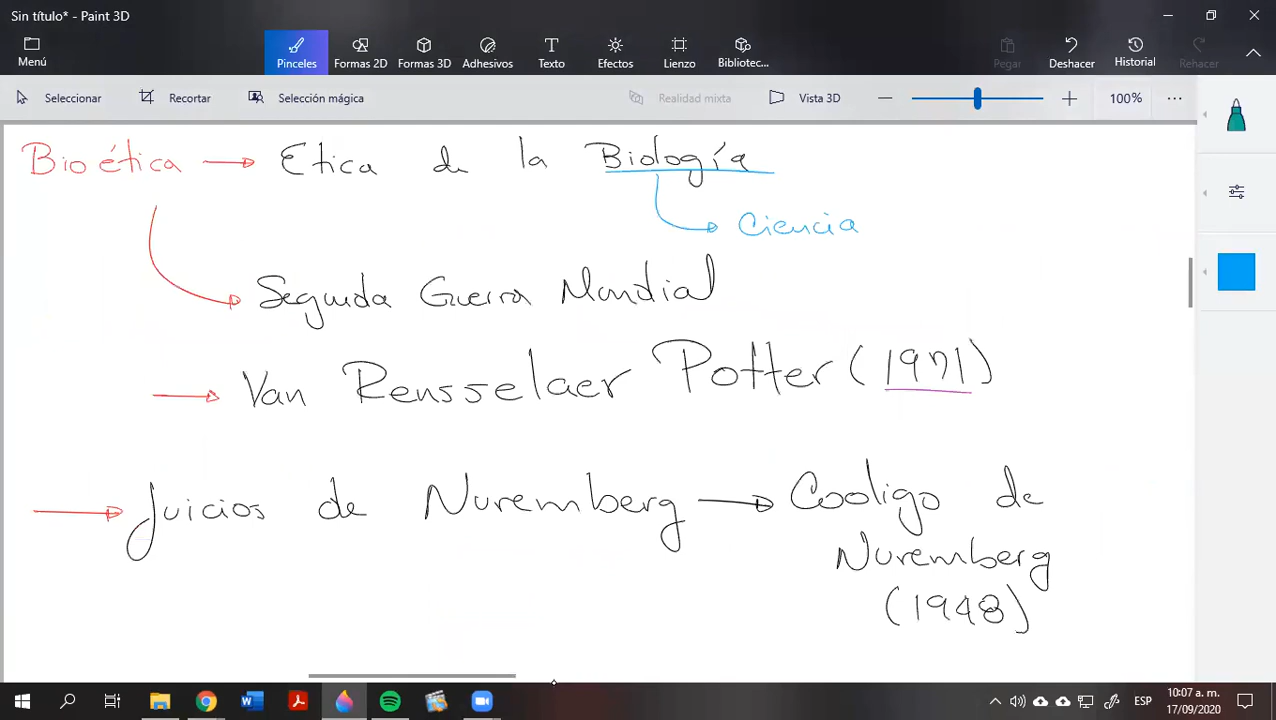 Sin título* - Paint 3D
Menú
Pinceles
Formas 2D
Formas 3D
Adhesivos
Texto
Efectos
Lienzo
Bibliotec...
Pegar
Deshacer
Historial
Rehacer
Seleccionar
Recortar
Selección mágica
Realidad mixta
Vista 3D
100%
Bioética → Etica de la Biología
Ciencia
Segunda Guerra Mondial
→ Van Rensselaer Potter (1971)
→ Juicios de Nuremberg → Codigo de
Nuremberg
(1948)
ESP
10:07 a. m.
17/09/2020